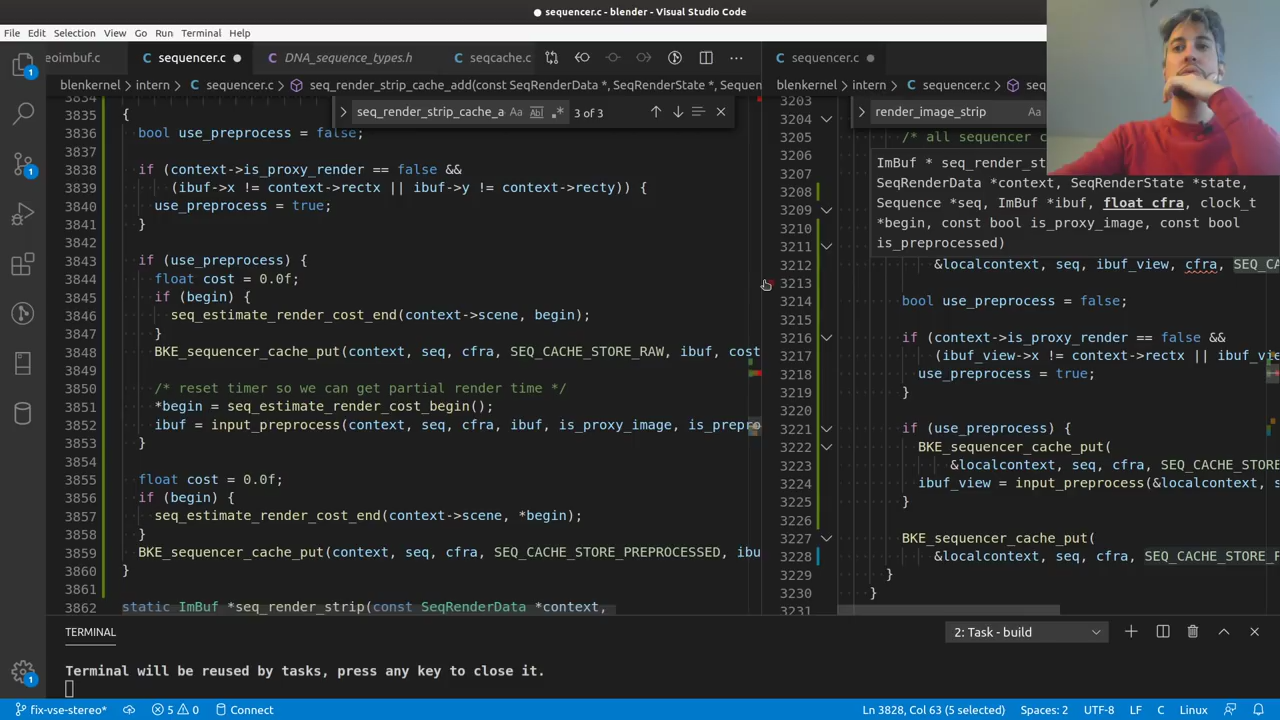 sequencer.c - blender - Visual Studio Code
File Edit Selection View Go Run Terminal Help
eoimbuf.c
C sequencer.c
C DNA_sequence_types.h
C seqcache.c
C sequencer.c
blenkernel > intern > C sequencer.c > seq_render_strip_cache_add(const SeqRenderData *, SeqRenderState *, Sequen
blenkernel > intern > C sequencer.c >
seq_render_strip_cache_a Aa Abl .* 3 of 3
render_image_strip Aa
3834
3835 {
3836 bool use_preprocess = false;
3837
3838 if (context->is_proxy_render == false &&
3839 (ibuf->x != context->rectx || ibuf->y != context->recty)) {
3840 use_preprocess = true;
3841 }
3842
3843 if (use_preprocess) {
3844 float cost = 0.0f;
3845 if (begin) {
3846 seq_estimate_render_cost_end(context->scene, begin);
3847 }
3848 BKE_sequencer_cache_put(context, seq, cfra, SEQ_CACHE_STORE_RAW, ibuf, cost
3849
3850 /* reset timer so we can get partial render time */
3851 *begin = seq_estimate_render_cost_begin();
3852 ibuf = input_preprocess(context, seq, cfra, ibuf, is_proxy_image, is_prepro
3853 }
3854
3855 float cost = 0.0f;
3856 if (begin) {
3857 seq_estimate_render_cost_end(context->scene, *begin);
3858 }
3859 BKE_sequencer_cache_put(context, seq, cfra, SEQ_CACHE_STORE_PREPROCESSED, ibu
3860 }
3861
3862 static ImBuf *seq_render_strip(const SeqRenderData *context,
3203
3204
3205 /* all sequencer c
3206
3207
3208
3209
3210
3211
ImBuf * seq_render_st
SeqRenderData *context, SeqRenderState *state,
Sequence *seq, ImBuf *ibuf, float cfra, clock_t
*begin, const bool is_proxy_image, const bool
is_preprocessed)
3212 &localcontext, seq, ibuf_view, cfra, SEQ_CA
3213
3214 bool use_preprocess = false;
3215
3216 if (context->is_proxy_render == false &&
3217 (ibuf_view->x != context->rectx || ibuf_vie
3218 use_preprocess = true;
3219 }
3220
3221 if (use_preprocess) {
3222 BKE_sequencer_cache_put(
3223 &localcontext, seq, cfra, SEQ_CACHE_STORE
3224 ibuf_view = input_preprocess(&localcontext, s
3225 }
3226
3227 BKE_sequencer_cache_put(
3228 &localcontext, seq, cfra, SEQ_CACHE_STORE_P
3229 }
3230 }
3231
TERMINAL
2: Task - build
Terminal will be reused by tasks, press any key to close it.
fix-vse-stereo* 5 0 Connect Ln 3828, Col 63 (5 selected) Spaces: 2 UTF-8 LF C Linux